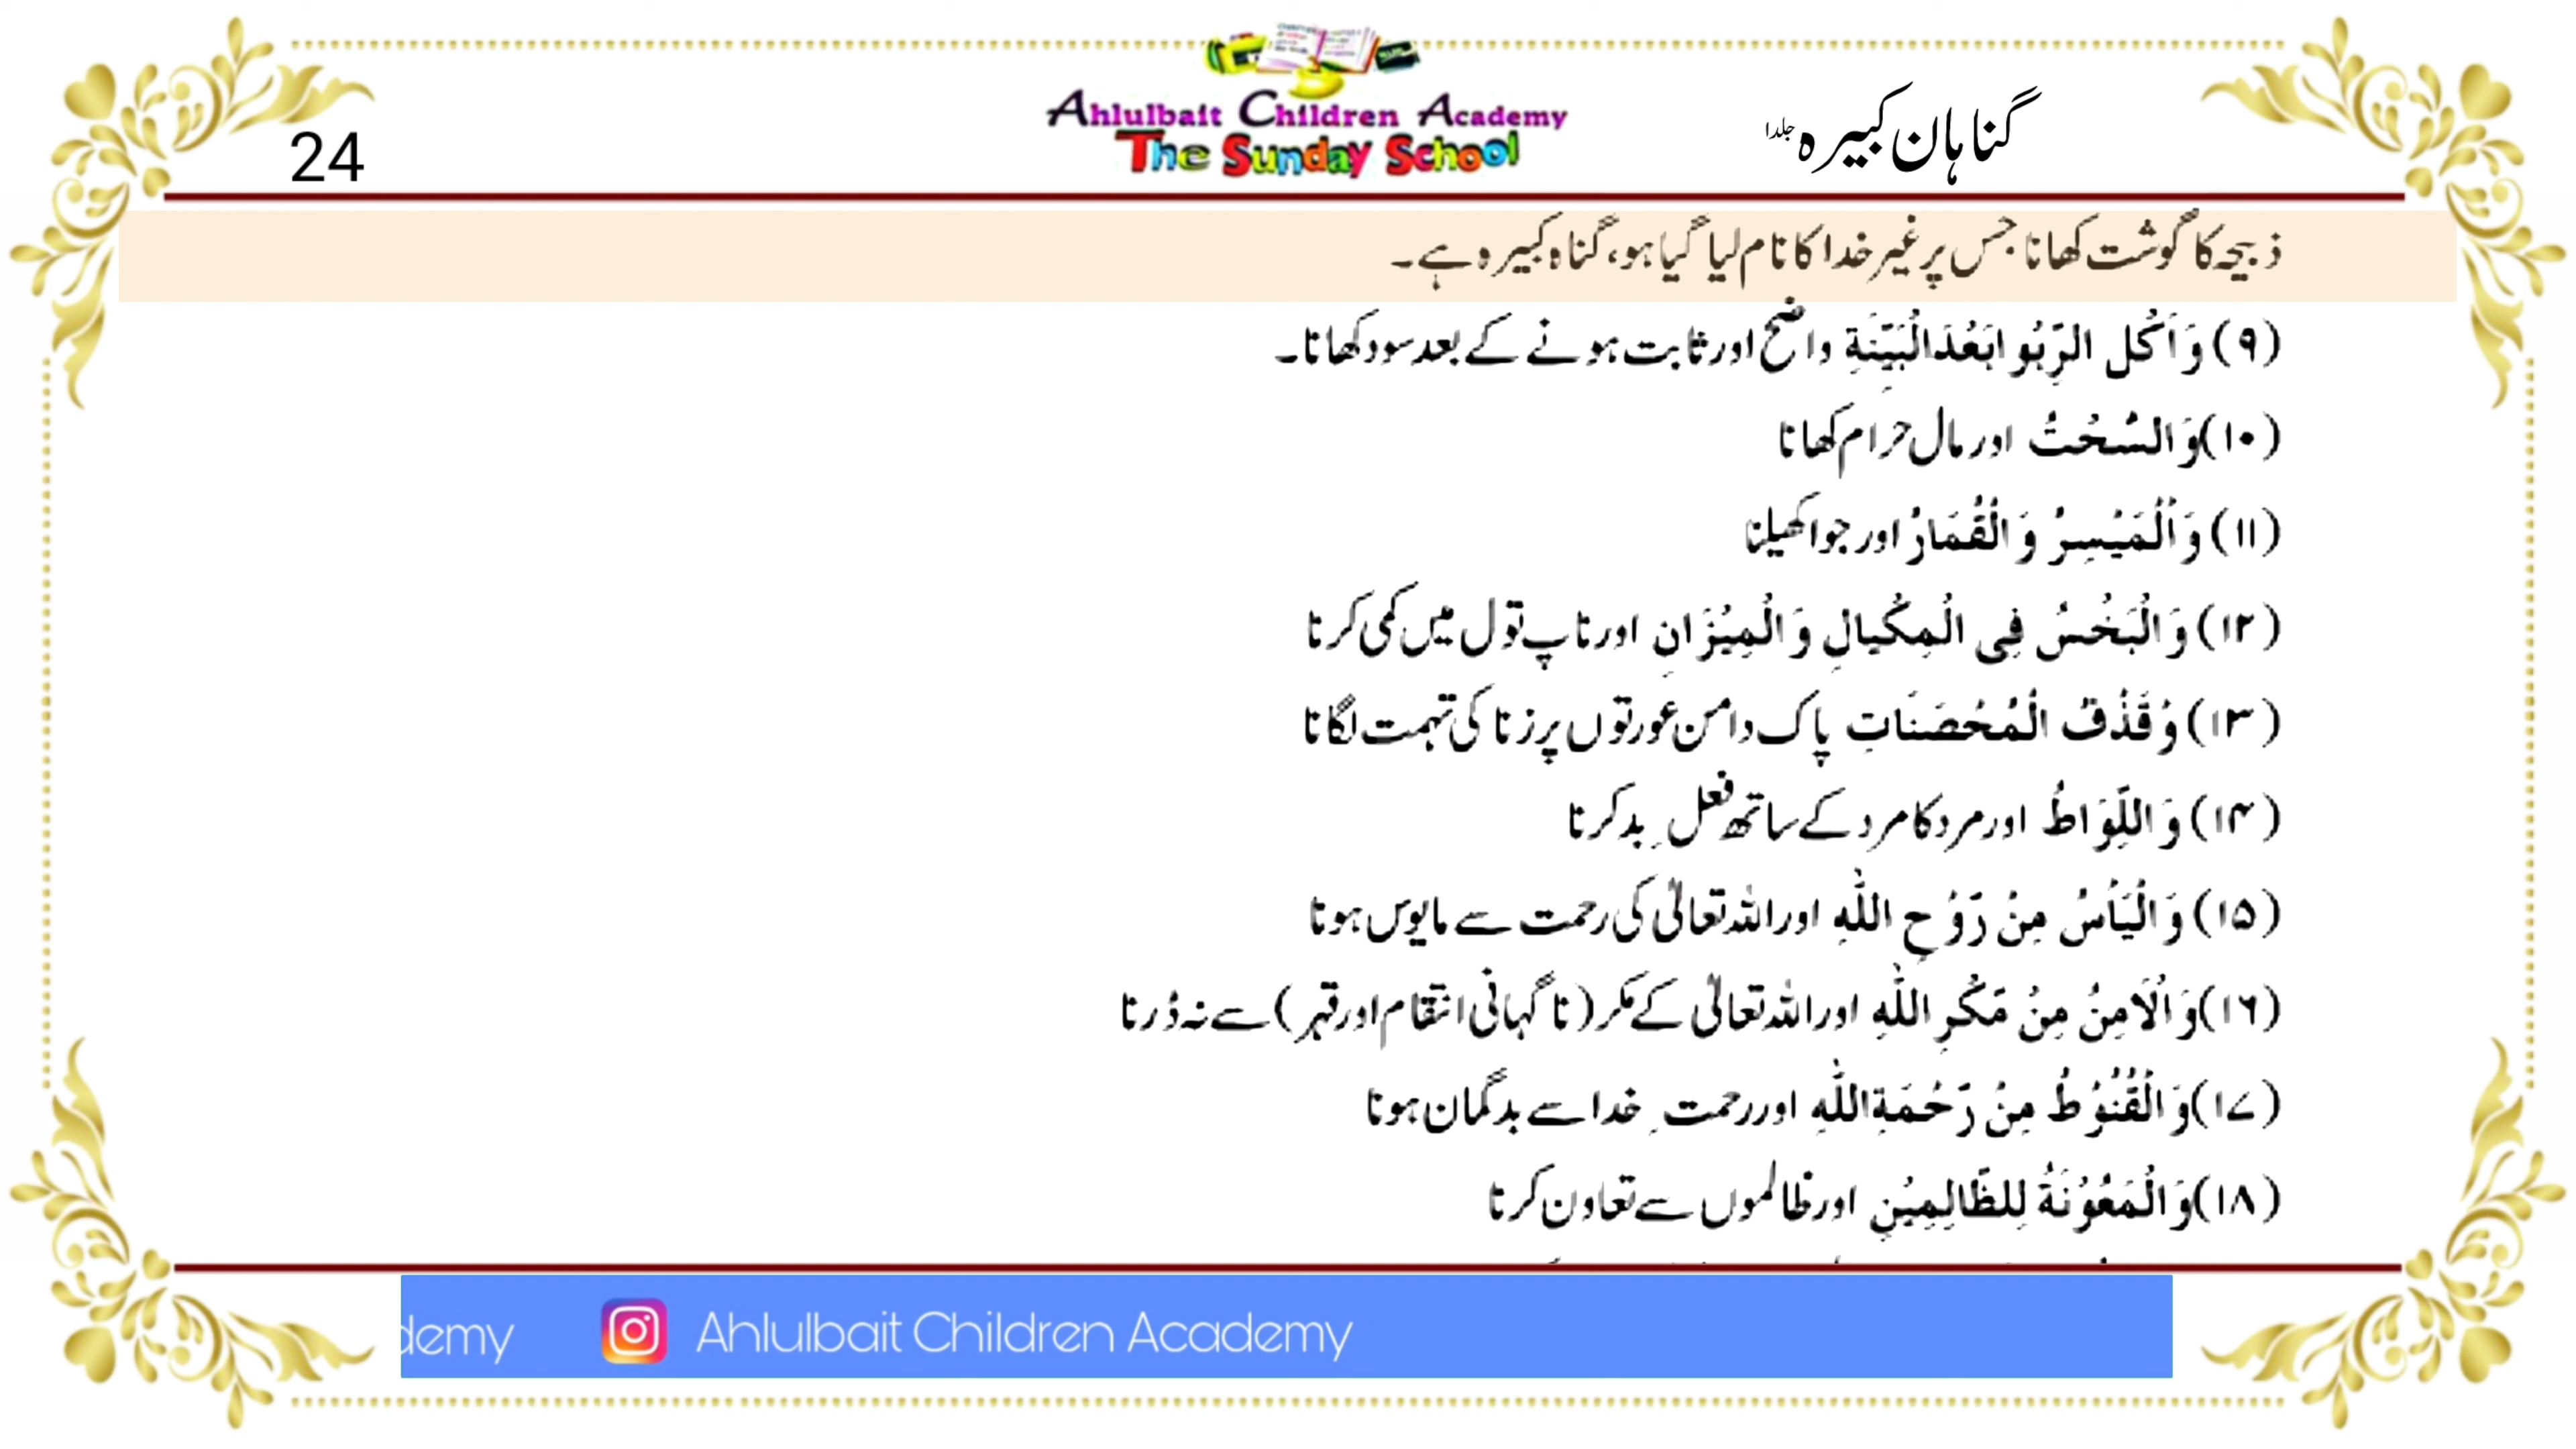 24
Ahlulbait Children Academy
The Sunday School
گناہان کبیرہ جلد۱
ذبیحہ کا گوشت کھانا جس پر غیر خدا کا نام لیا گیا ہو، گناہ کبیرہ ہے۔
(۹) وَ اَکُل الرِّبُو ابَعُدَالْبَیِّنَةِ واضح اور ثابت ہونے کے بعد سود کھانا۔
(۱۰)وَالسُّحُتُ اور مال حرام کھانا
(۱۱) وَالْمَیُسِرُ وَ الْقُمَارُ اور جوا کھیلنا
(۱۲) وَالْبَخُسُ فِی الْمِکْیالِ وَ الْمِیُزَانِ اور ناپ تول میں کمی کرنا
(۱۳) وُ قَذُفُ الْمُحُصَنَاتِ پاک دامن عورتوں پر زنا کی تہمت لگانا
(۱۴) وَ اللِّوَاطُ اور مرد کا مرد کے ساتھ فعل ِ بد کرنا
(۱۵) وَ الْیَأسُ مِنُ رَوُحِ اللّٰهِ اور اللہ تعالیٰ کی رحمت سے مایوس ہونا
(۱۶)وَ اُلَامِنُ مِنُ مَکُرِ اللّٰهِ اور اللہ تعالیٰ کے مکر (ناگہانی انتقام اور قہر) سے نہ ڈرنا
(۱۷)وَ الْقُنُوُطُ مِنُ رَّحُمَةِاللّٰهِ اور رحمت ِ خدا سے بدگمان ہونا
(۱۸)وَ الْمَعُوُنَةُ لِلظَّالِمِیُنِ اور ظالموں سے تعاون کرنا
demy Ahlulbait Children Academy